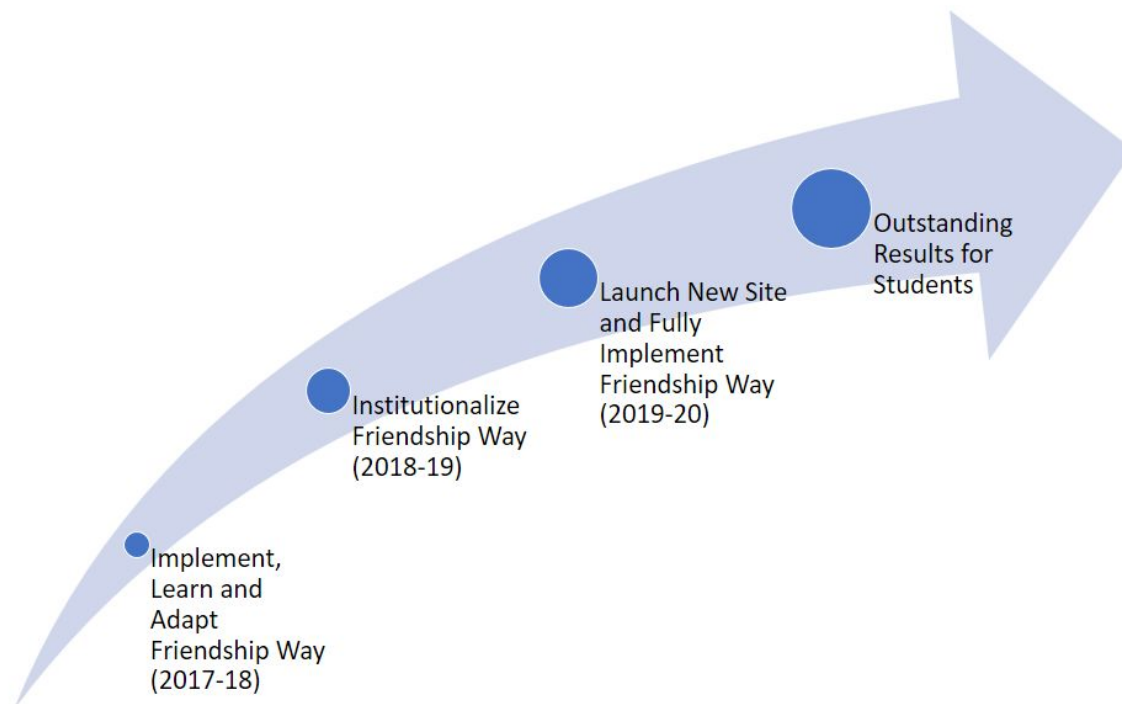 Implement,
Learn and
Adapt
Friendship Way
(2017-18)
Institutionalize
Friendship Way
(2018-19)
Launch New Site
and Fully
Implement
Friendship Way
(2019-20)
Outstanding
Results for
Students